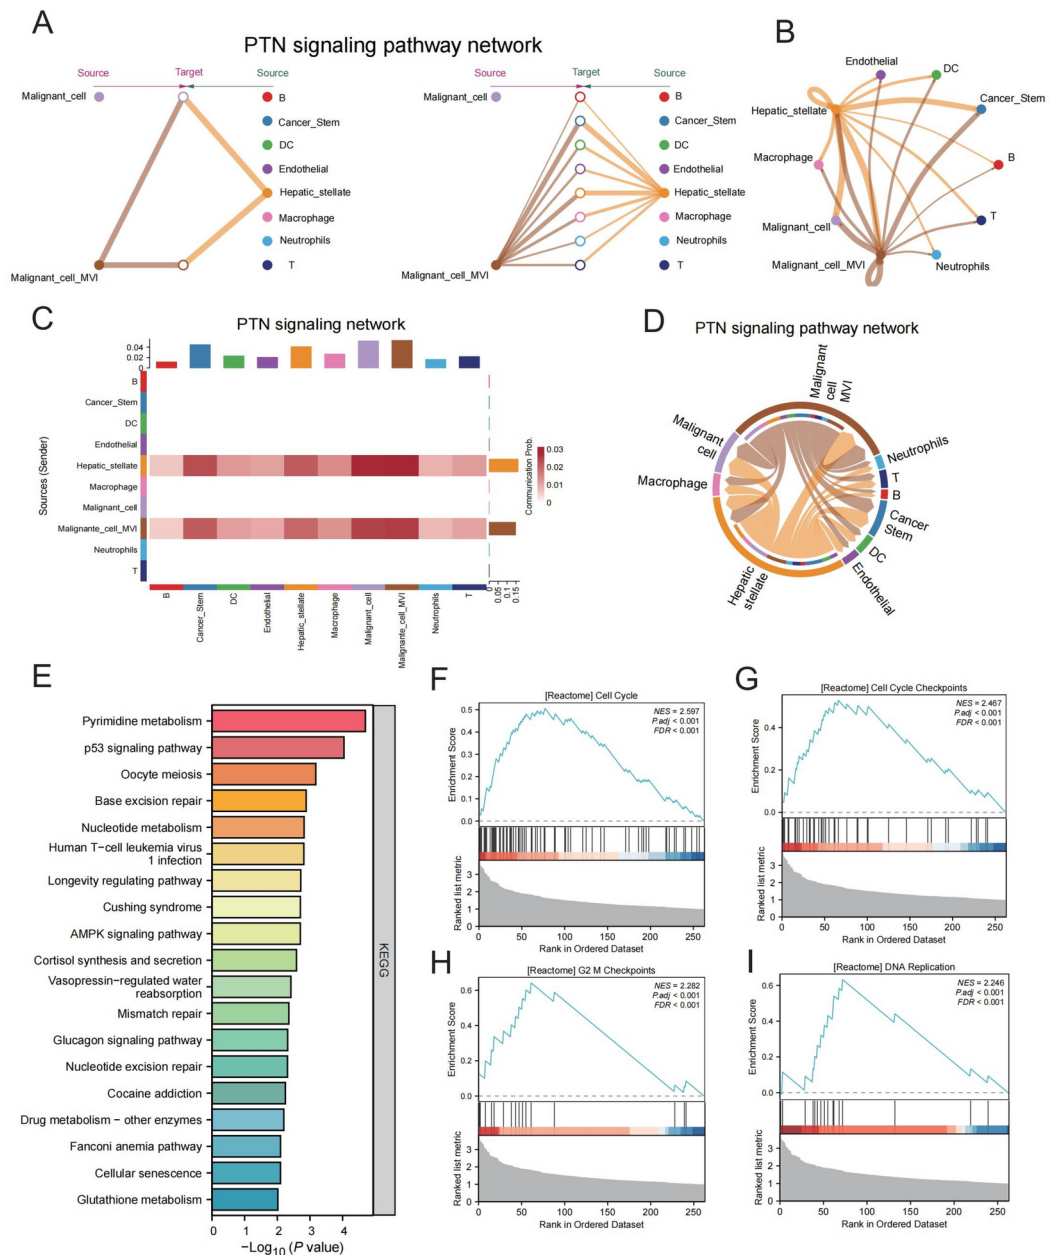 A
PTN signaling pathway network
Source
Target
Source
Malignant_cell
Malignant_cell_MVI
B
Cancer_Stem
DC
Endothelial
Hepatic_stellate
Macrophage
Neutrophils
T
Source
Target
Source
Malignant_cell
Malignant_cell_MVI
B
Cancer_Stem
DC
Endothelial
Hepatic_stellate
Macrophage
Neutrophils
T
B
Endothelial
DC
Hepatic_stellate
Cancer_Stem
Macrophage
B
Malignant_cell
T
Malignant_cell_MVI
Neutrophils
C
PTN signaling network
0.04
0.02
0
Sources (Sender)
B
Cancer_Stem
DC
Endothelial
Hepatic_stellate
Macrophage
Malignant_cell
Malignante_cell_MVI
Neutrophils
T
B
Cancer_Stem
DC
Endothelial
Hepatic_stellate
Macrophage
Malignant_cell
Malignante_cell_MVI
Neutrophils
T
0
0.05
0.1
0.15
Communication Prob.
0.03
0.02
0.01
0
D
PTN signaling pathway network
Malignant
cell
MVI
Malignant
cell
Macrophage
Hepatic
stellate
Neutrophils
T
B
Cancer
Stem
DC
Endothelial
E
Pyrimidine metabolism
p53 signaling pathway
Oocyte meiosis
Base excision repair
Nucleotide metabolism
Human T−cell leukemia virus
1 infection
Longevity regulating pathway
Cushing syndrome
AMPK signaling pathway
Cortisol synthesis and secretion
Vasopressin−regulated water
reabsorption
Mismatch repair
Glucagon signaling pathway
Nucleotide excision repair
Cocaine addiction
Drug metabolism − other enzymes
Fanconi anemia pathway
Cellular senescence
Glutathione metabolism
KEGG
0 1 2 3 4
−Log10 (P value)
F
[Reactome] Cell Cycle
NES = 2.597
P.adj < 0.001
FDR < 0.001
Enrichment Score
0.5
0.4
0.3
0.2
0.1
0.0
Ranked list metric
3
2
1
0
0 50 100 150 200 250
Rank in Ordered Dataset
G
[Reactome] Cell Cycle Checkpoints
NES = 2.467
P.adj < 0.001
FDR < 0.001
Enrichment Score
0.4
0.2
0.0
Ranked list metric
3
2
1
0
0 50 100 150 200 250
Rank in Ordered Dataset
H
[Reactome] G2 M Checkpoints
NES = 2.282
P.adj < 0.001
FDR < 0.001
Enrichment Score
0.6
0.4
0.2
0.0
Ranked list metric
3
2
1
0
0 50 100 150 200 250
Rank in Ordered Dataset
I
[Reactome] DNA Replication
NES = 2.246
P.adj < 0.001
FDR < 0.001
Enrichment Score
0.6
0.4
0.2
0.0
Ranked list metric
3
2
1
0
0 50 100 150 200 250
Rank in Ordered Dataset